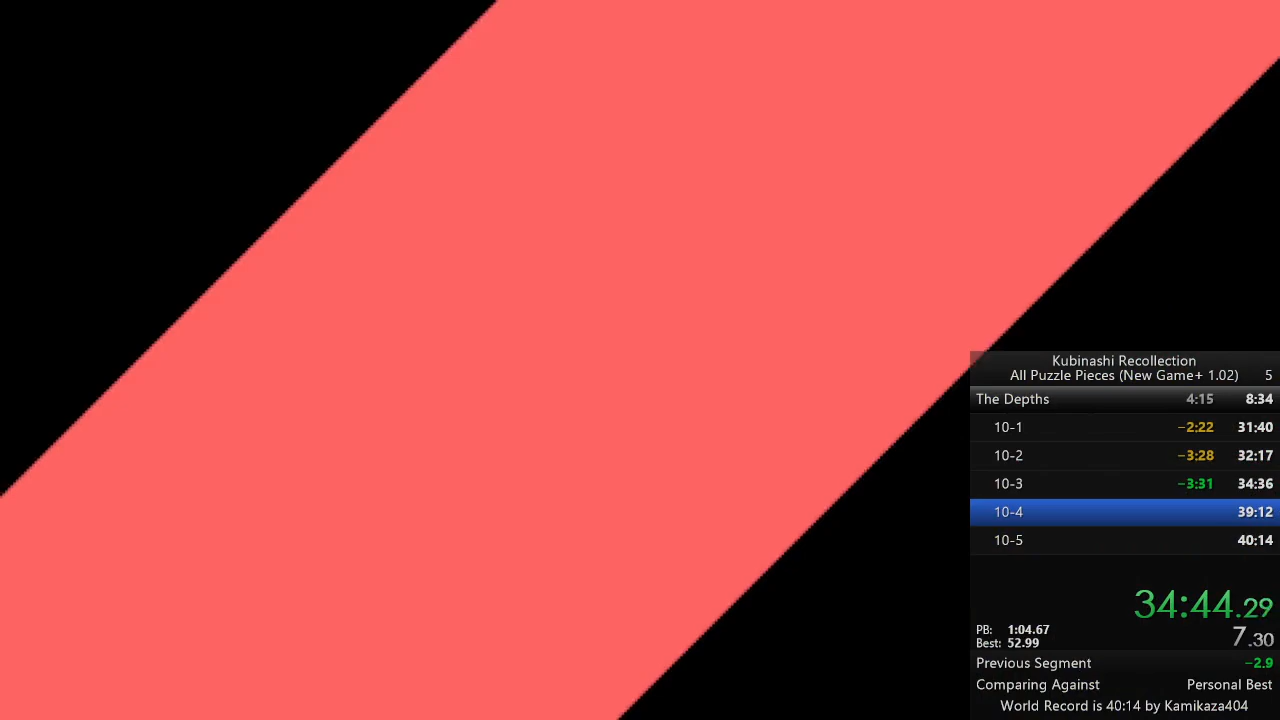 Kubinashi Recollection
All Puzzle Pieces (New Game+ 1.02) 5
The Depths 4:15 8:34
10-1 −2:22 31:40
10-2 −3:28 32:17
10-3 −3:31 34:36
10-4 39:12
10-5 40:14
34:44.29
PB: 1:04.67
Best: 52.99
7.30
Previous Segment −2.9
Comparing Against Personal Best
World Record is 40:14 by Kamikaza404